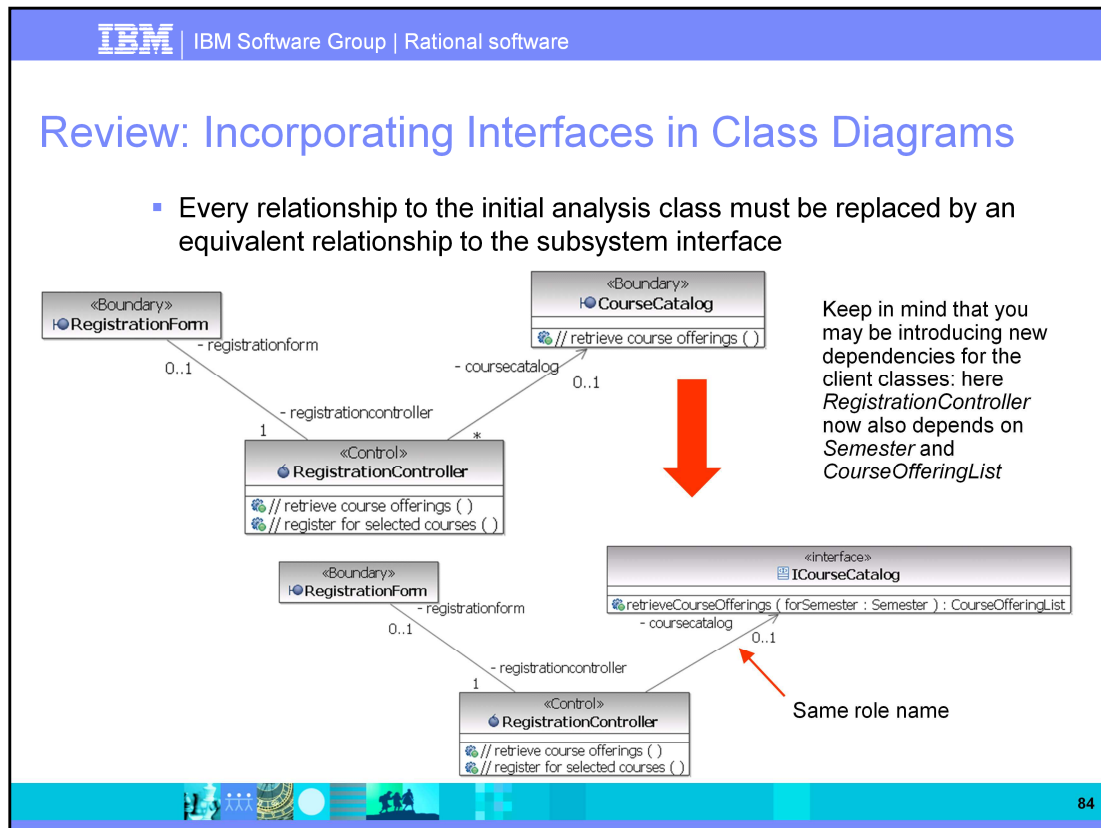 IBM | IBM Software Group | Rational software
Review: Incorporating Interfaces in Class Diagrams
▪ Every relationship to the initial analysis class must be replaced by an
equivalent relationship to the subsystem interface
«Boundary»
RegistrationForm
- registrationform
0..1
- registrationcontroller
1
«Boundary»
CourseCatalog
// retrieve course offerings ( )
- coursecatalog
0..1
*
«Control»
RegistrationController
// retrieve course offerings ( )
// register for selected courses ( )
Keep in mind that you
may be introducing new
dependencies for the
client classes: here
RegistrationController
now also depends on
Semester and
CourseOfferingList
«Boundary»
RegistrationForm
- registrationform
0..1
- registrationcontroller
1
«interface»
ICourseCatalog
retrieveCourseOfferings ( forSemester : Semester ) : CourseOfferingList
- coursecatalog
0..1
«Control»
RegistrationController
// retrieve course offerings ( )
// register for selected courses ( )
Same role name
84